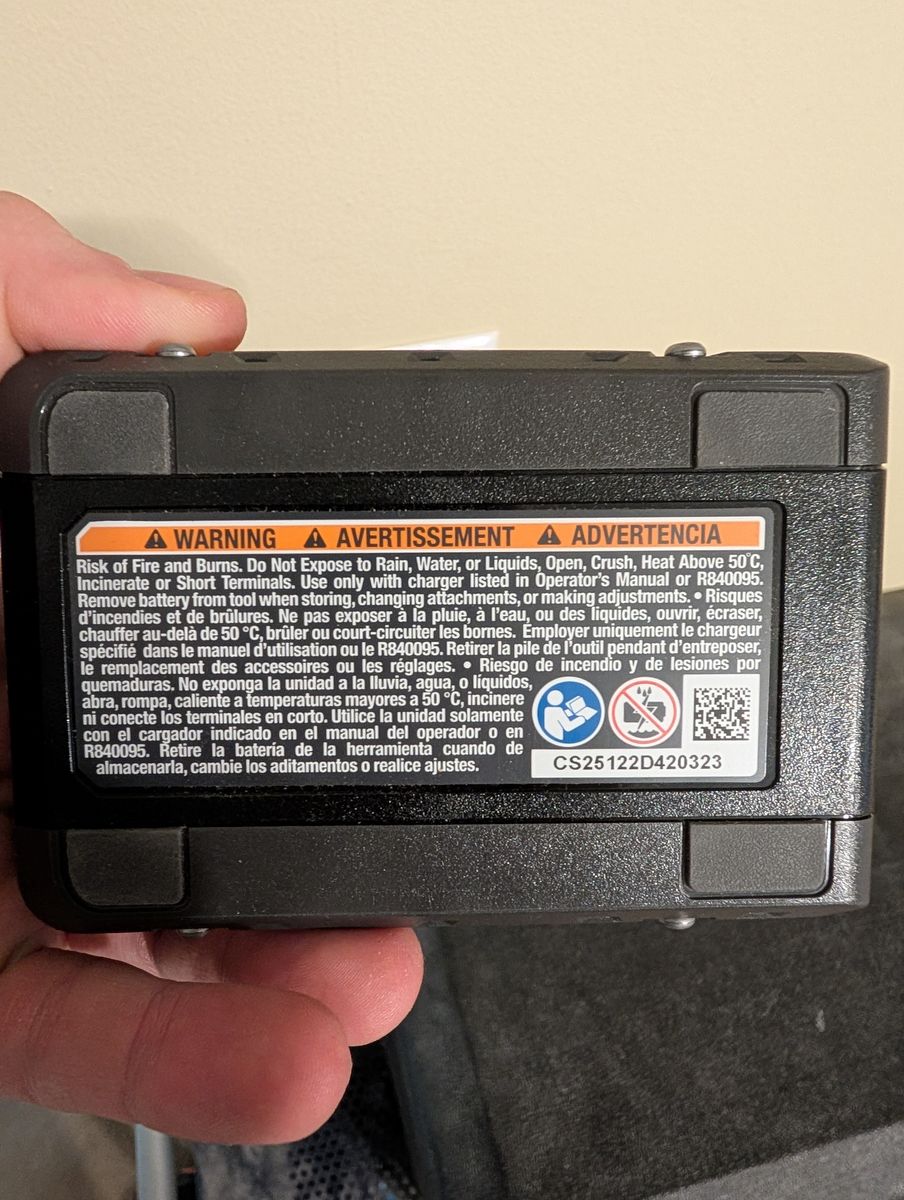 WARNING AVERTISSEMENT ADVERTENCIA
Risk of Fire and Burns. Do Not Expose to Rain, Water, or Liquids, Open, Crush, Heat Above 50°C,
Incinerate or Short Terminals. Use only with charger listed in Operator's Manual or R840095.
Remove battery from tool when storing, changing attachments, or making adjustments. • Risques
d'incendies et de brûlures. Ne pas exposer à la pluie, à l'eau, ou des liquides, ouvrir, écraser,
chauffer au-delà de 50 °C, brûler ou court-circuiter les bornes. Employer uniquement le chargeur
spécifié dans le manuel d'utilisation ou le R840095. Retirer la pile de l'outil pendant d'entreposer,
le remplacement des accessoires ou les réglages. • Riesgo de incendio y de lesiones por
quemaduras. No exponga la unidad a la lluvia, agua, o líquidos,
abra, rompa, caliente a temperaturas mayores a 50 °C, incinere
ni conecte los terminales en corto. Utilice la unidad solamente
con el cargador indicado en el manual del operador o en
R840095. Retire la batería de la herramienta cuando de
almacenarla, cambie los aditamentos o realice ajustes.
CS25122D420323